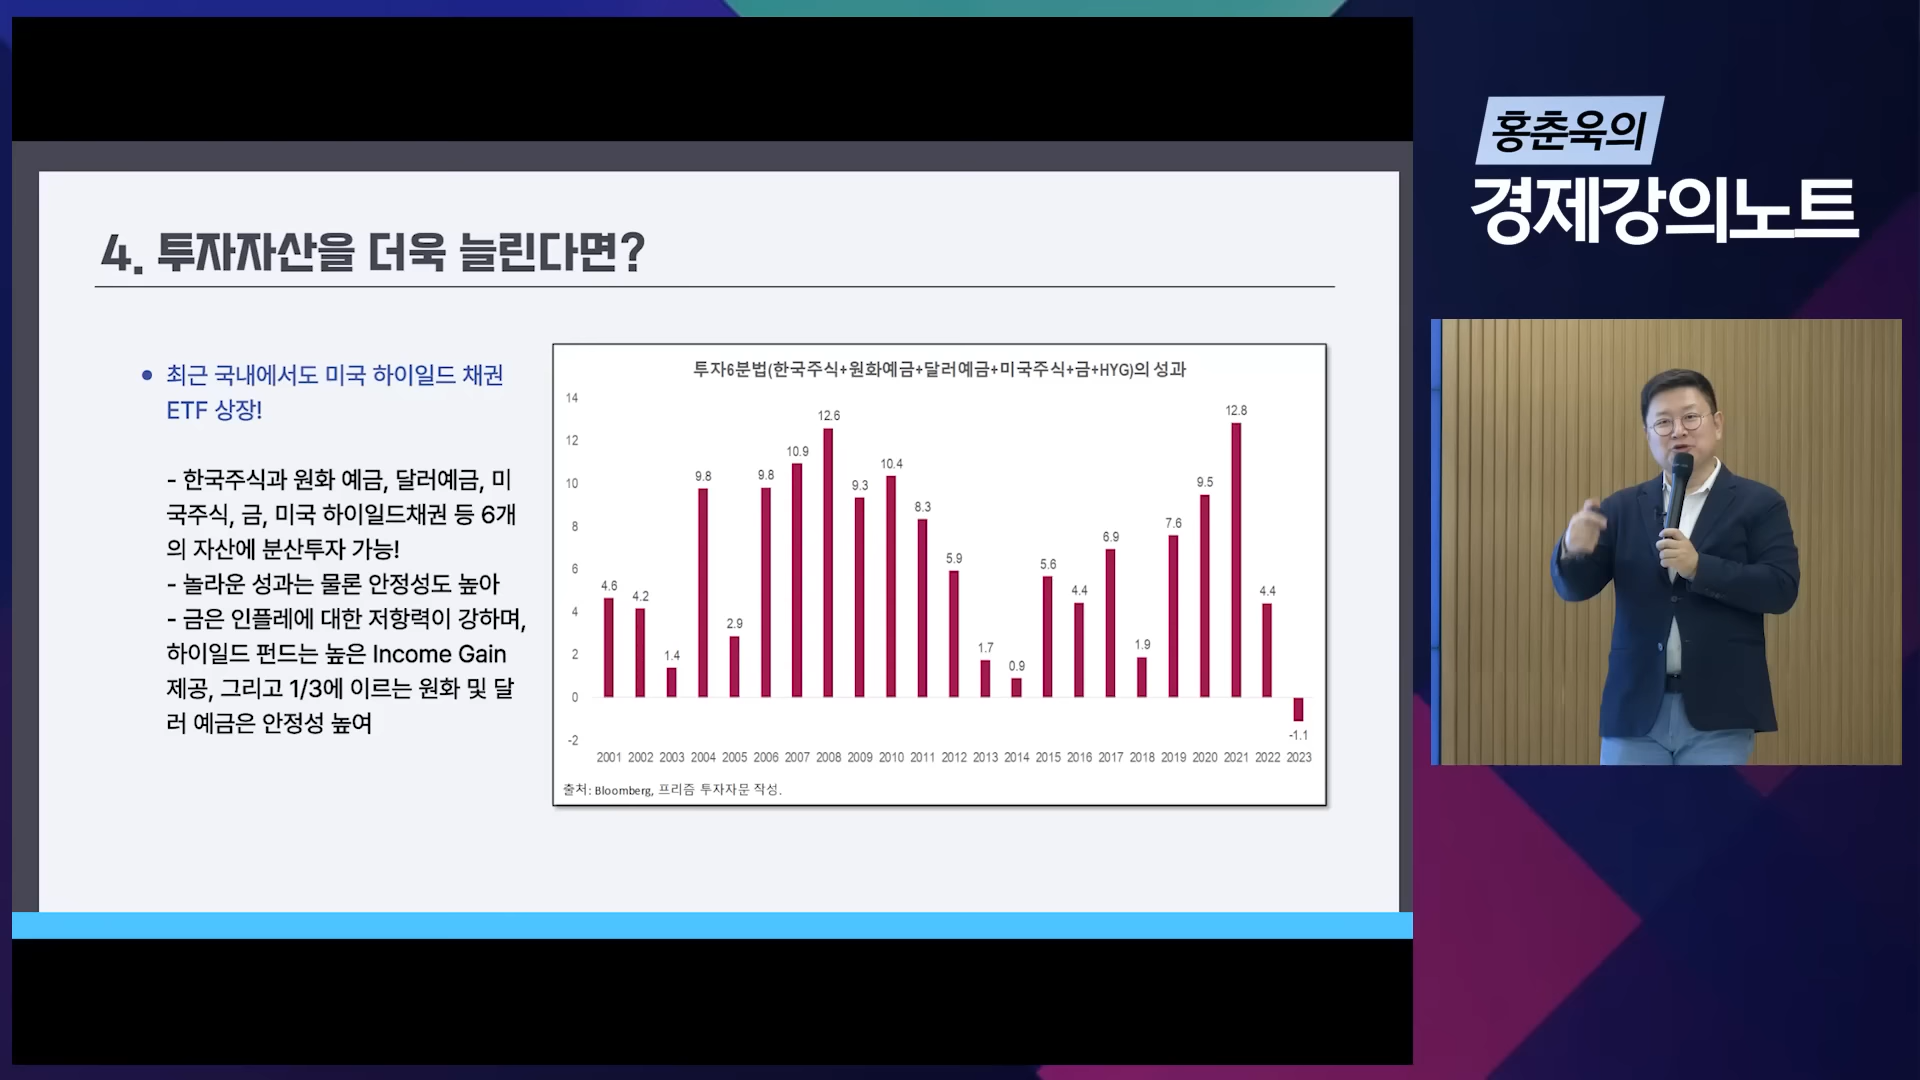 홍춘욱의
경제강의노트
4. 투자자산을 더욱 늘린다면?
• 최근 국내에서도 미국 하이일드 채권
ETF 상장!
- 한국주식과 원화 예금, 달러예금, 미
국주식, 금, 미국 하이일드채권 등 6개
의 자산에 분산투자 가능!
- 놀라운 성과는 물론 안정성도 높아
- 금은 인플레에 대한 저항력이 강하며,
하이일드 펀드는 높은 Income Gain
제공, 그리고 1/3에 이르는 원화 및 달
러 예금은 안정성 높여
투자6분법(한국주식+원화예금+달러예금+미국주식+금+HYG)의 성과
14
12
10
8
6
4
2
0
-2
4.6
4.2
1.4
9.8
2.9
9.8
10.9
12.6
9.3
10.4
8.3
5.9
1.7
0.9
5.6
4.4
6.9
1.9
7.6
9.5
12.8
4.4
-1.1
2001 2002 2003 2004 2005 2006 2007 2008 2009 2010 2011 2012 2013 2014 2015 2016 2017 2018 2019 2020 2021 2022 2023
출처: Bloomberg, 프리즘 투자자문 작성.